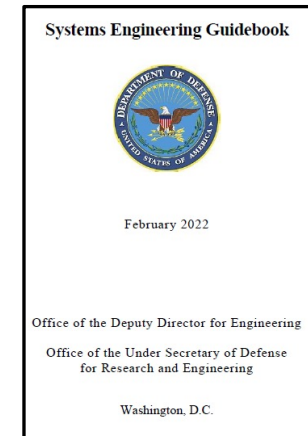 Systems Engineering Guidebook
DEPARTMENT OF DEFENSE
UNITED STATES OF AMERICA
February 2022
Office of the Deputy Director for Engineering
Office of the Under Secretary of Defense
for Research and Engineering
Washington, D.C.